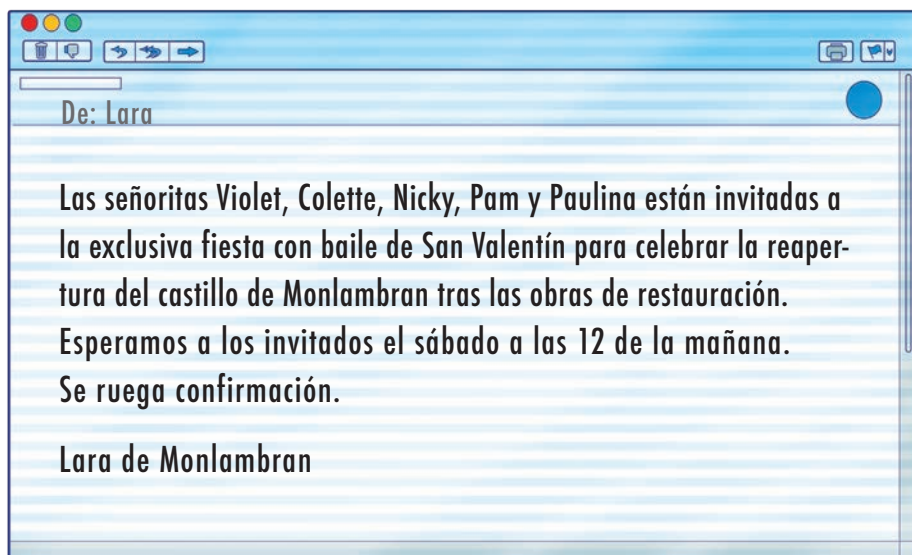 De: Lara
Las señoritas Violet, Colette, Nicky, Pam y Paulina están invitadas a
la exclusiva fiesta con baile de San Valentín para celebrar la reaper-
tura del castillo de Monlambran tras las obras de restauración.
Esperamos a los invitados el sábado a las 12 de la mañana.
Se ruega confirmación.
Lara de Monlambran